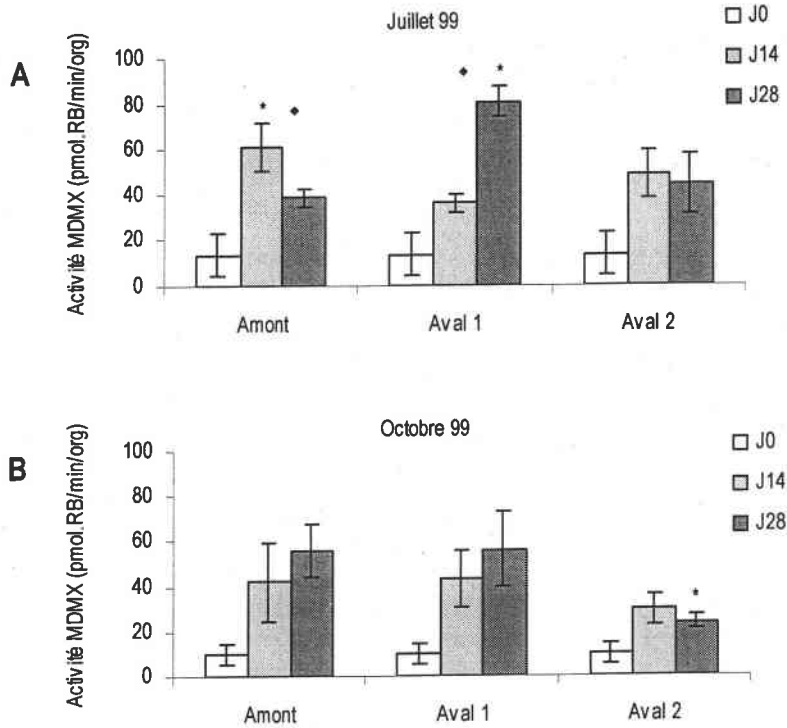 Juillet 99
A
Activité MDMX (pmol.RB/min/org)
100
80
60
40
20
0
* ◆
◆ *
Amont
Aval 1
Aval 2
J0
J14
J28
Octobre 99
B
Activité MDMX (pmol.RB/min/org)
100
80
60
40
20
0
*
Amont
Aval 1
Aval 2
J0
J14
J28